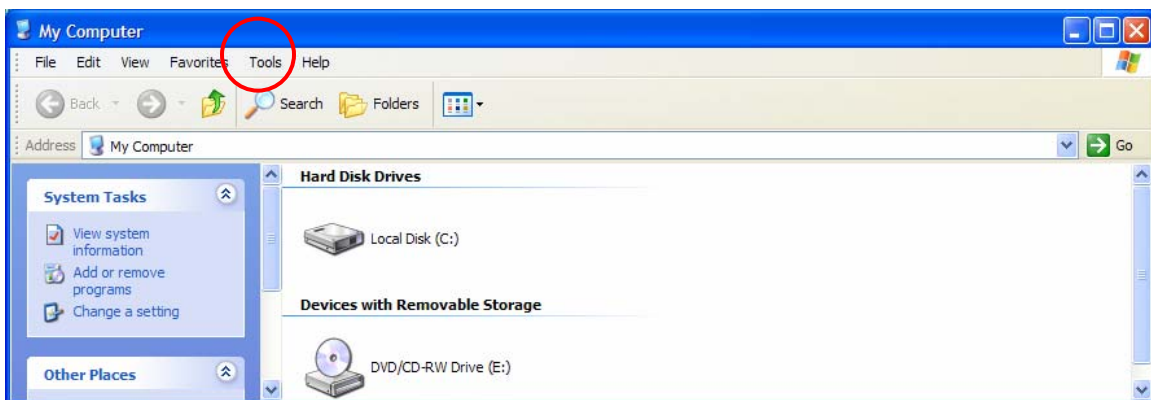 My Computer
File Edit View Favorites Tools Help
Back Search Folders
Address My Computer Go
System Tasks
View system
information
Add or remove
programs
Change a setting
Other Places
Hard Disk Drives
Local Disk (C:)
Devices with Removable Storage
DVD/CD-RW Drive (E:)